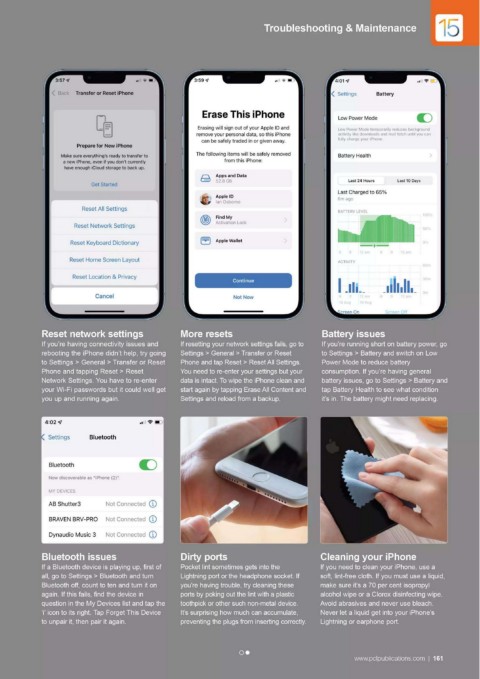 Troubleshooting & Maintenance
15
3:57
Back Transfer or Reset iPhone
Prepare for New iPhone
Make sure everything's ready to transfer to
a new iPhone, even if you don't currently
have enough iCloud storage to back up.
Get Started
Reset All Settings
Reset Network Settings
Reset Keyboard Dictionary
Reset Home Screen Layout
Reset Location & Privacy
Cancel
3:59
Erase This iPhone
Erasing will sign out of your Apple ID and
remove your personal data, so this iPhone
can be safely traded in or given away.
The following items will be safely removed
from this iPhone
Apps and Data
Apple ID
Find My
Activation Lock
Apple Wallet
Continue
Not Now
4:01
Settings Battery
Low Power Mode
Battery Health
Last 24 Hours Last 10 Days
Last Charged to 65%
BATTERY LEVEL
ACTIVITY
Screen On Screen Off
Reset network settings
If you're having connectivity issues and
rebooting the iPhone didn't help, try going
to Settings > General > Transfer or Reset
Phone and tapping Reset > Reset
Network Settings. You have to re-enter
your Wi-Fi passwords but it could well get
you up and running again.
More resets
If resetting your network settings fails, go to
Settings > General > Transfer or Reset
Phone and tap Reset > Reset All Settings.
You need to re-enter your settings but your
data is intact. To wipe the iPhone clean and
start again by tapping Erase All Content and
Settings and reload from a backup.
Battery issues
If you're running short on battery power, go
to Settings > Battery and switch on Low
Power Mode to reduce battery
consumption. If you're having general
battery issues, go to Settings > Battery and
tap Battery Health to see what condition
it's in. The battery might need replacing.
4:02
Settings Bluetooth
Bluetooth
Now discoverable as "iPhone (2)".
MY DEVICES
AB Shutter3 Not Connected
BRAVEN BRV-PRO Not Connected
Dynaudio Music 3 Not Connected
Bluetooth issues
If a Bluetooth device is playing up, first of
all, go to Settings > Bluetooth and turn
Bluetooth off, count to ten and turn it on
again. If this fails, find the device in
question in the My Devices list and tap the
'i' icon to its right. Tap Forget This Device
to unpair it, then pair it again.
Dirty ports
Pocket lint sometimes gets into the
Lightning port or the headphone socket. If
you're having trouble, try cleaning these
ports by poking out the lint with a plastic
toothpick or other such non-metal device.
It's surprising how much can accumulate,
preventing the plugs from inserting correctly.
Cleaning your iPhone
If you need to clean your iPhone, use a
soft, lint-free cloth. If you must use a liquid,
make sure it's a 70 per cent isopropyl
alcohol wipe or a Clorox disinfecting wipe.
Avoid abrasives and never use bleach.
Never let a liquid get into your iPhone's
Lightning or earphone port.
www.pclpublications.com | 161